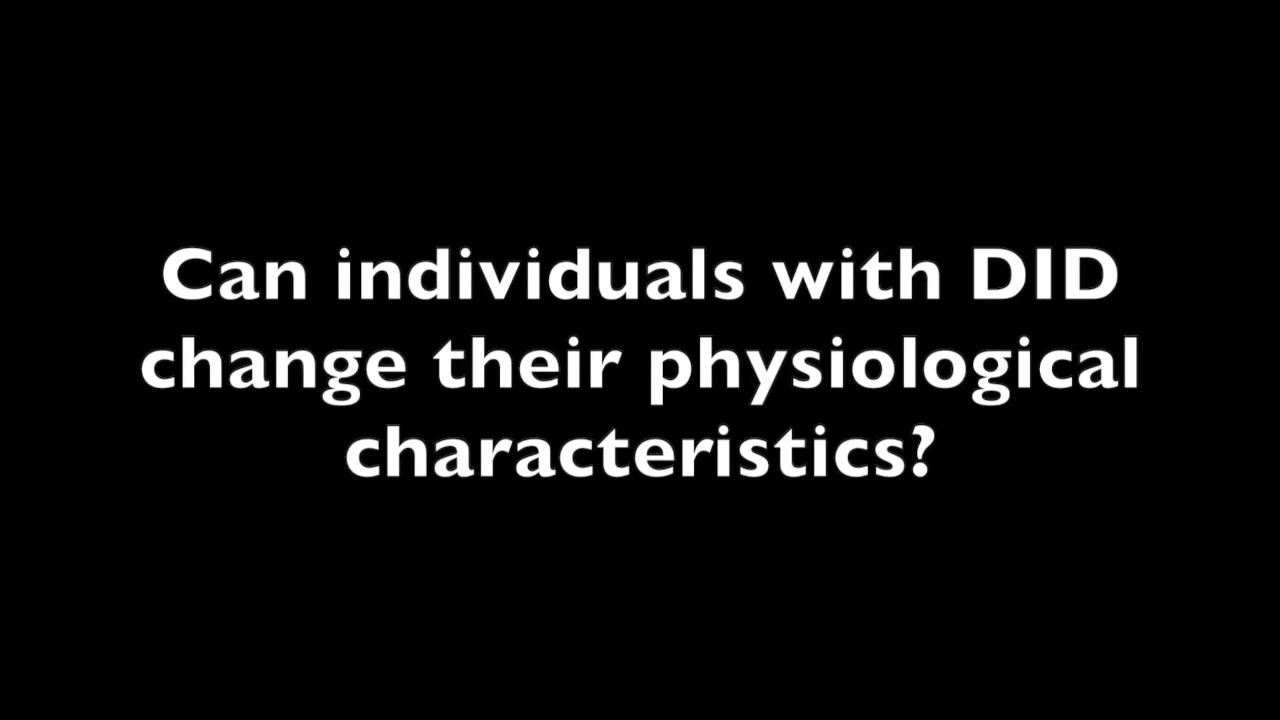 Can individuals with DID
change their physiological
characteristics?